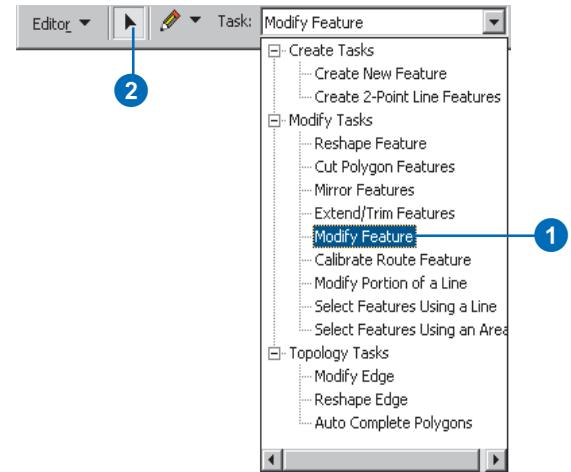 Editor Task: Modify Feature
2
Create Tasks
Create New Feature
Create 2-Point Line Features
Modify Tasks
Reshape Feature
Cut Polygon Features
Mirror Features
Extend/Trim Features
Modify Feature 1
Calibrate Route Feature
Modify Portion of a Line
Select Features Using a Line
Select Features Using an Area
Topology Tasks
Modify Edge
Reshape Edge
Auto Complete Polygons